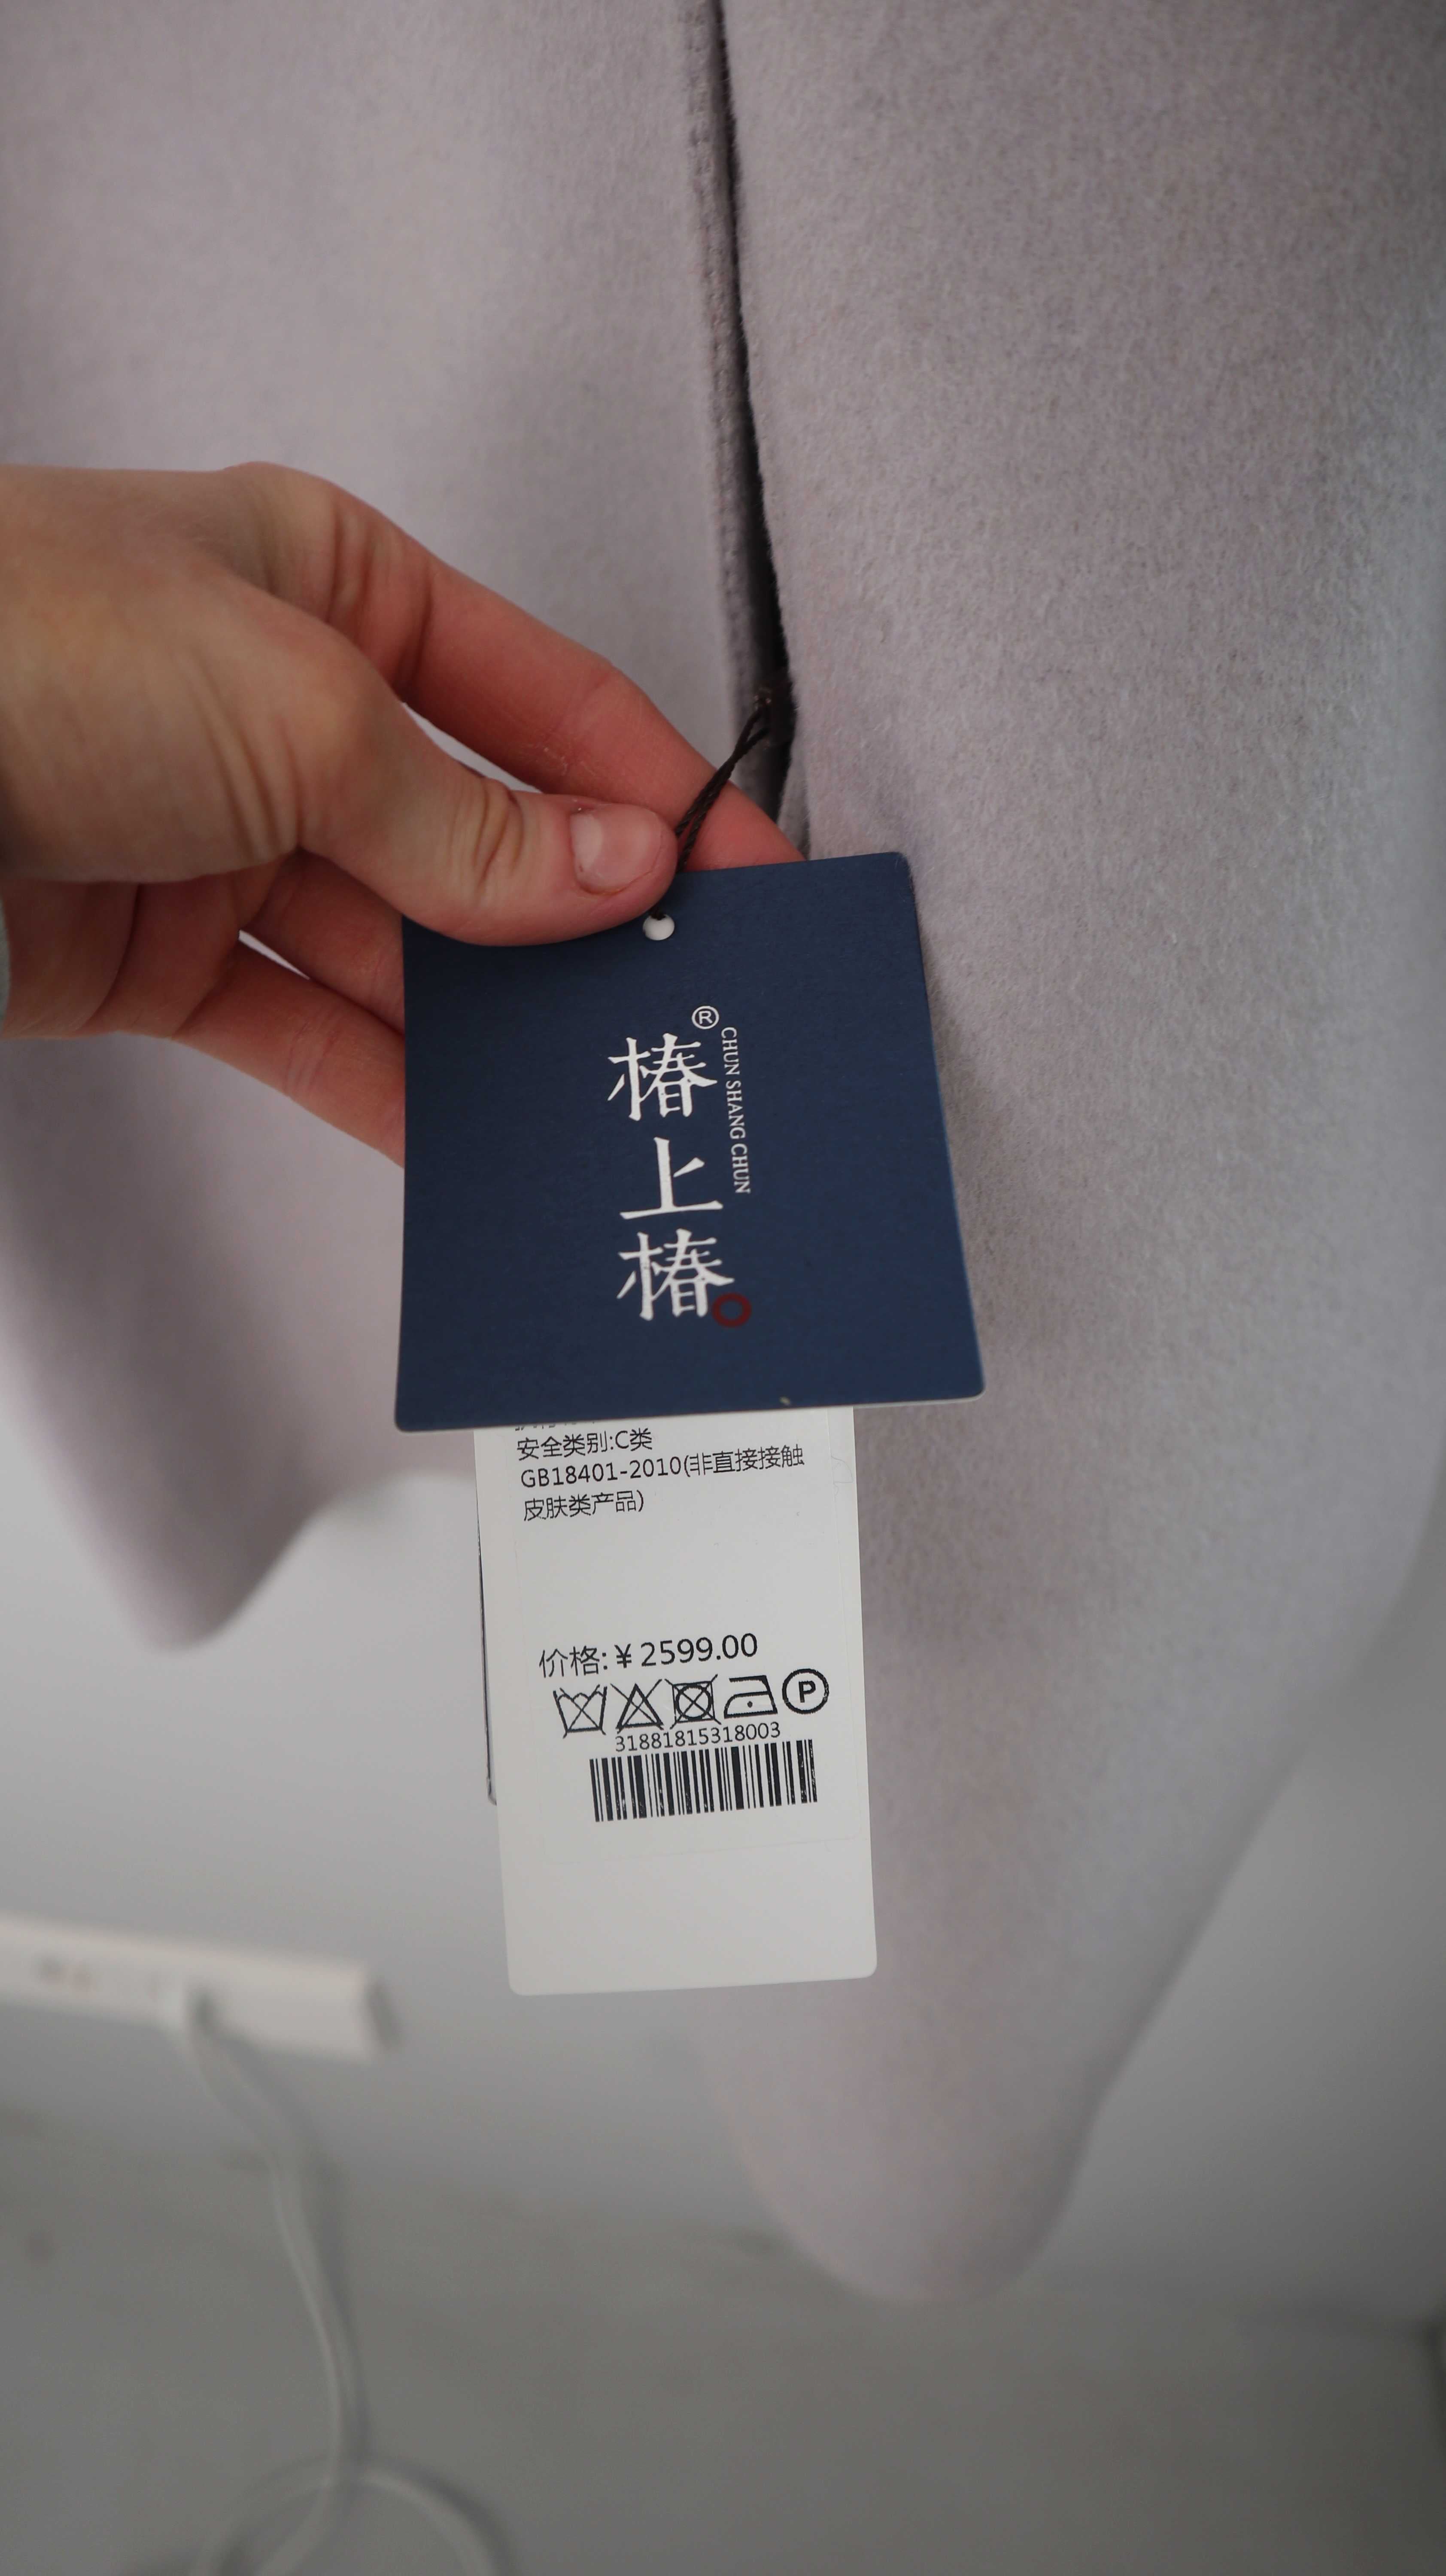 ®
椿上椿
CHUN SHANG CHUN
安全类别:C类
GB18401-2010(非直接接触
皮肤类产品)
价格:¥2599.00
P
31881815318003